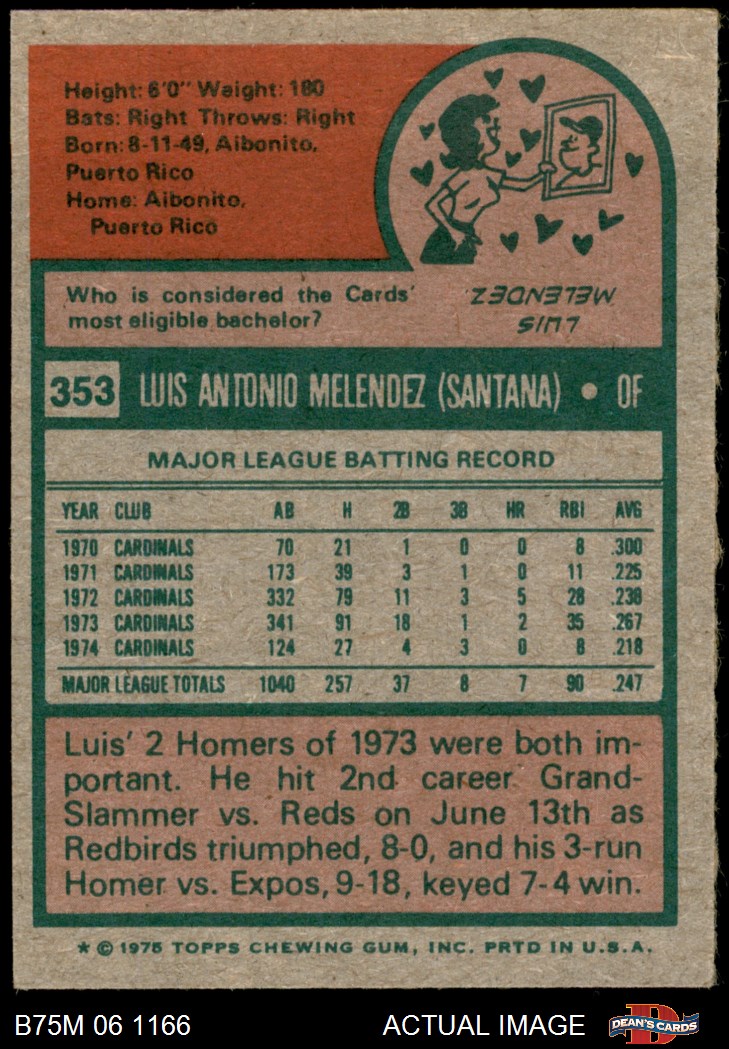 Height: 6'0" Weight: 180
Bats: Right Throws: Right
Born: 8-11-49, Aibonito,
Puerto Rico
Home: Aibonito,
Puerto Rico
Who is considered the Cards'
most eligible bachelor?
LUIS
MELENDEZ
353 LUIS ANTONIO MELENDEZ (SANTANA) • OF
MAJOR LEAGUE BATTING RECORD
YEAR CLUB AB H 2B 3B HR RBI AVG
1970 CARDINALS 70 21 1 0 0 8 .300
1971 CARDINALS 173 39 3 1 0 11 .225
1972 CARDINALS 332 79 11 3 5 28 .238
1973 CARDINALS 341 91 18 1 2 35 .267
1974 CARDINALS 124 27 4 3 0 8 .218
MAJOR LEAGUE TOTALS 1040 257 37 8 7 90 .247
Luis' 2 Homers of 1973 were both im-
portant. He hit 2nd career Grand-
Slammer vs. Reds on June 13th as
Redbirds triumphed, 8-0, and his 3-run
Homer vs. Expos, 9-18, keyed 7-4 win.
* © 1975 TOPPS CHEWING GUM, INC. PRTD IN U.S.A.
B75M 06 1166 ACTUAL IMAGE DEAN'S CARDS